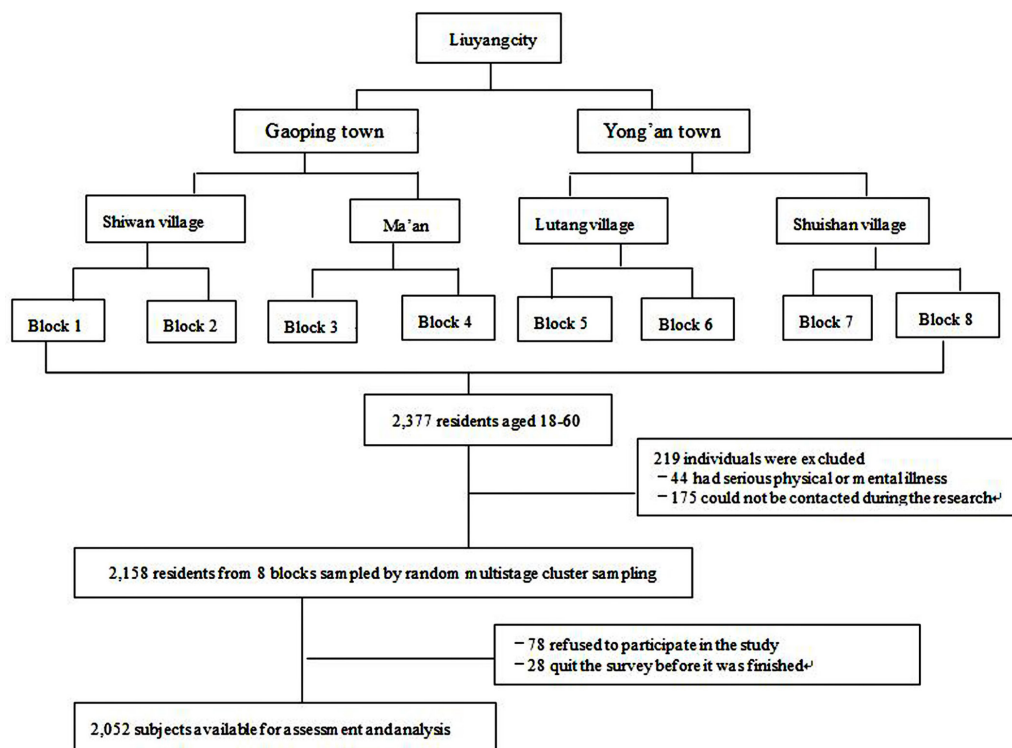 Liuyangcity
Gaoping town
Yong’an town
Shiwan village
Ma’an
Lutang village
Shuishan village
Block 1
Block 2
Block 3
Block 4
Block 5
Block 6
Block 7
Block 8
2,377 residents aged 18-60
219 individuals were excluded
− 44 had serious physical or mental illness
− 175 could not be contacted during the research↵
2,158 residents from 8 blocks sampled by random multistage cluster sampling
− 78 refused to participate in the study
− 28 quit the survey before it was finished↵
2,052 subjects available for assessment and analysis